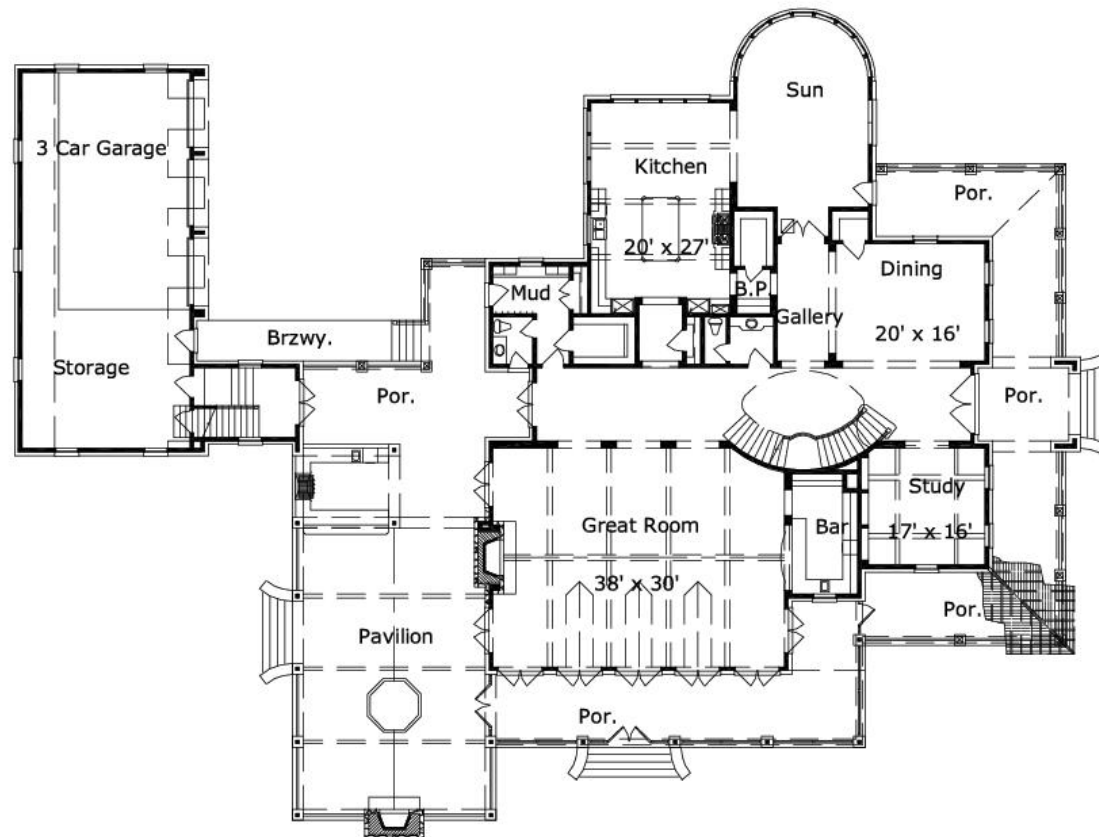 Sun
3 Car Garage
Kitchen
20' x 27'
Por.
Dining
20' x 16'
Mud
B.P.
Gallery
Brzwy.
Storage
Por.
Por.
Study
17' x 16'
Great Room
38' x 30'
Bar
Por.
Pavilion
Por.